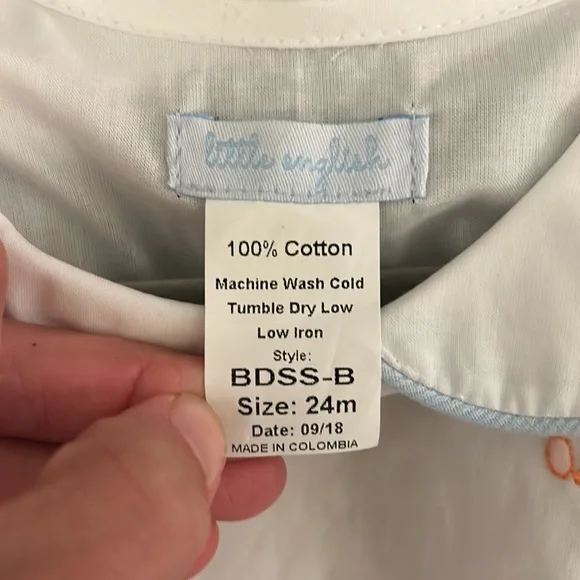 little english
100% Cotton
Machine Wash Cold
Tumble Dry Low
Low Iron
Style:
BDSS-B
Size: 24m
Date: 09/18
MADE IN COLOMBIA